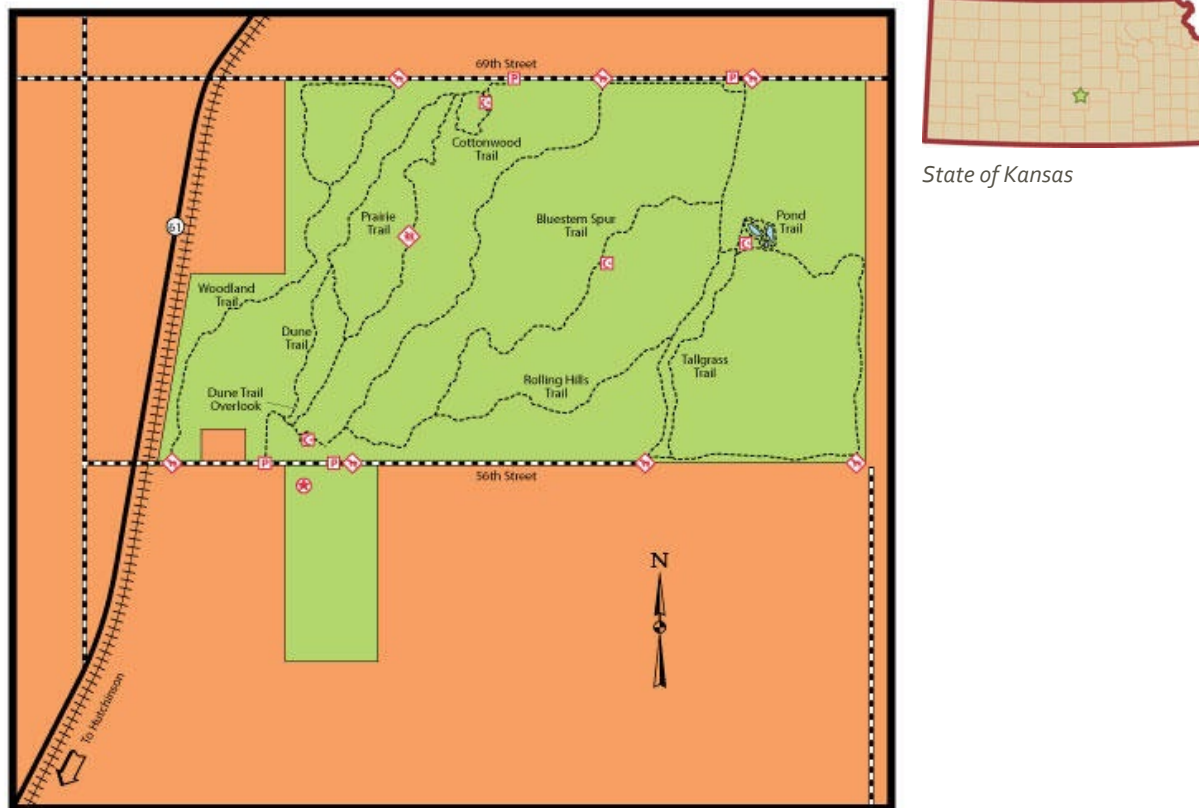 69th Street
P
P
Cottonwood
Trail
State of Kansas
Prairie
Trail
Bluestem Spur
Trail
Pond
Trail
61
Woodland
Trail
Dune
Trail
Tallgrass
Trail
Rolling Hills
Trail
Dune Trail
Overlook
P
P
56th Street
N
To Hutchinson